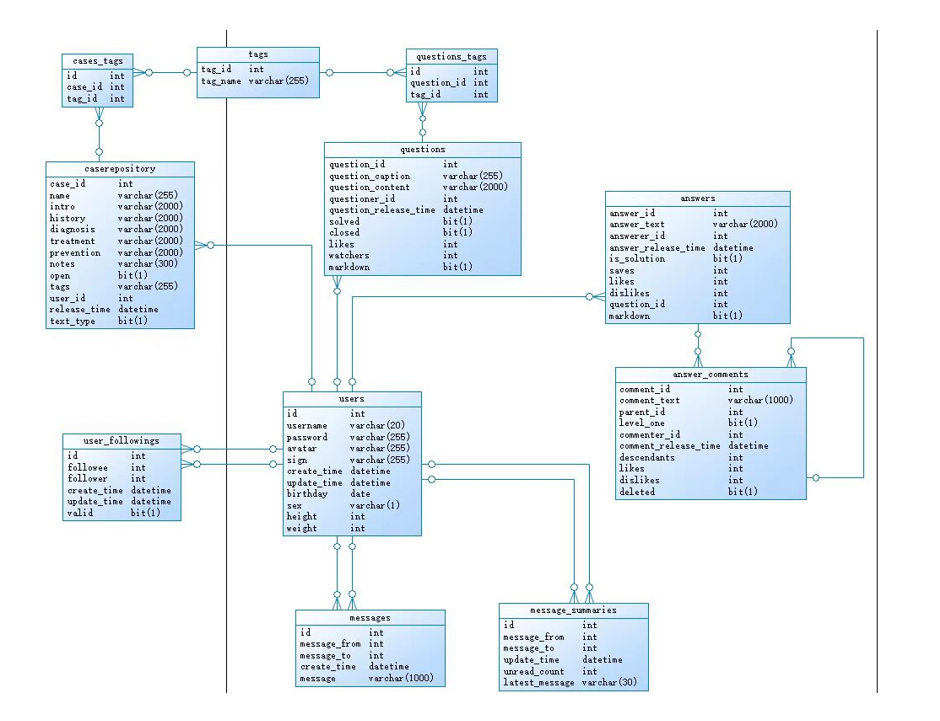 cases_tags
id int
case_id int
tag_id int
tags
tag_id int
tag_name varchar(255)
questions_tags
id int
question_id int
tag_id int
caserepository
case_id int
name varchar(255)
intro varchar(2000)
history varchar(2000)
diagnosis varchar(2000)
treatment varchar(2000)
prevention varchar(2000)
notes varchar(300)
open bit(1)
tags varchar(255)
user_id int
release_time datetime
text_type bit(1)
questions
question_id int
question_caption varchar(255)
question_content varchar(2000)
questioner_id int
question_release_time datetime
solved bit(1)
closed bit(1)
likes int
watchers int
markdown bit(1)
answers
answer_id int
answer_text varchar(2000)
answerer_id int
answer_release_time datetime
is_solution bit(1)
saves int
likes int
dislikes int
question_id int
markdown bit(1)
answer_comments
comment_id int
comment_text varchar(1000)
parent_id int
level_one bit(1)
commenter_id int
comment_release_time datetime
descendants int
likes int
dislikes int
deleted bit(1)
users
id int
username varchar(20)
password varchar(255)
avatar varchar(255)
sign varchar(255)
create_time datetime
update_time datetime
birthday date
sex varchar(1)
height int
weight int
user_followings
id int
followee int
follower int
create_time datetime
update_time datetime
valid bit(1)
messages
id int
message_from int
message_to int
create_time datetime
message varchar(1000)
message_summaries
id int
message_from int
message_to int
update_time datetime
unread_count int
latest_message varchar(30)